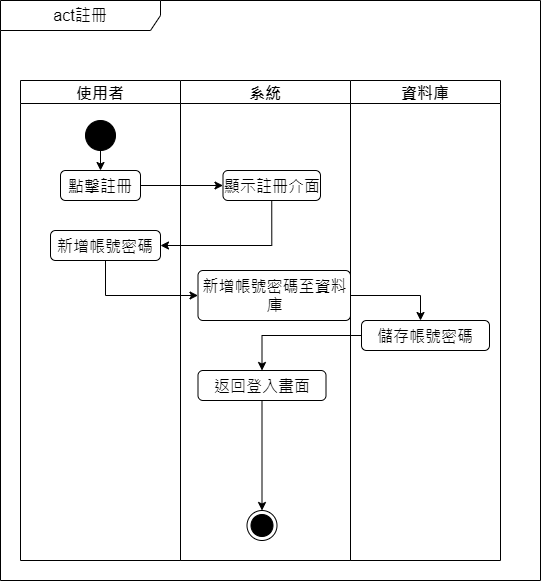 act註冊
使用者
系統
資料庫
點擊註冊
顯示註冊介面
新增帳號密碼
新增帳號密碼至資料
庫
儲存帳號密碼
返回登入畫面